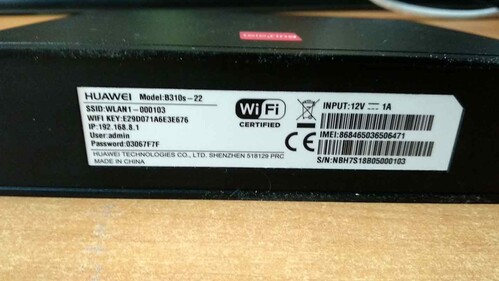 HUAWEI Model:B310s-22
SSID:WLAN1-000103
WIFI KEY:E29D071A6E3E676
IP:192.168.8.1
User:admin
Password:03067F7F
HUAWEI TECHNOLOGIES CO., LTD. SHENZHEN 518129 PRC
MADE IN CHINA
Wi Fi
CERTIFIED
CE
INPUT:12V ⎓ 1A
IMEI:868465036506471
S/N:NBH7S18B05000103